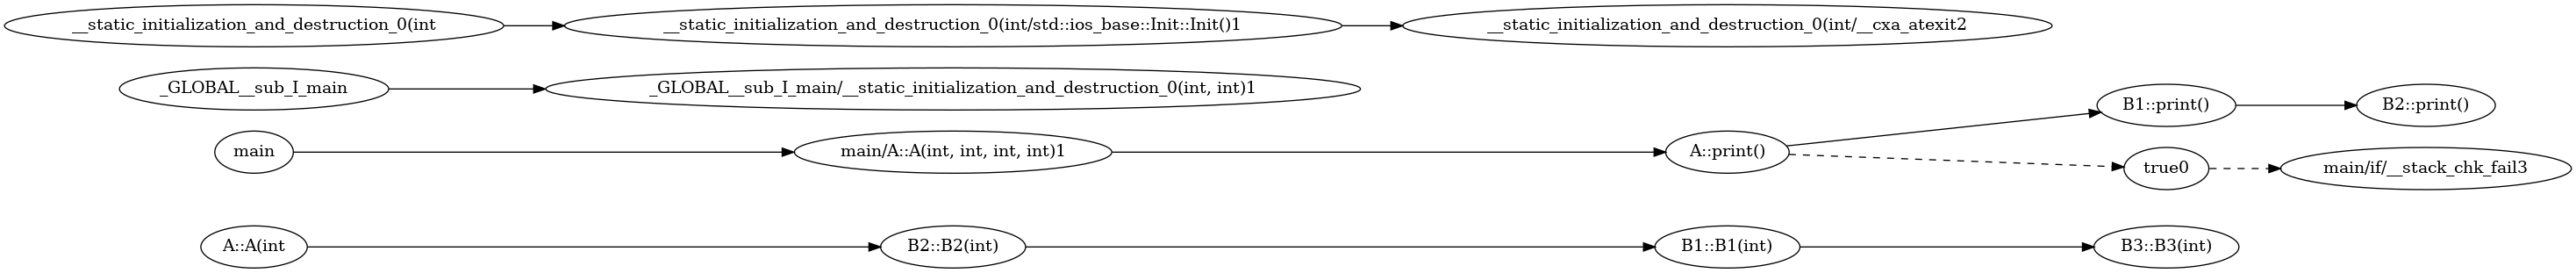 __static_initialization_and_destruction_0(int
__static_initialization_and_destruction_0(int/std::ios_base::Init::Init()1
__static_initialization_and_destruction_0(int/__cxa_atexit2
_GLOBAL__sub_I_main
_GLOBAL__sub_I_main/__static_initialization_and_destruction_0(int, int)1
B1::print()
B2::print()
main
main/A::A(int, int, int, int)1
A::print()
true0
main/if/__stack_chk_fail3
A::A(int
B2::B2(int)
B1::B1(int)
B3::B3(int)